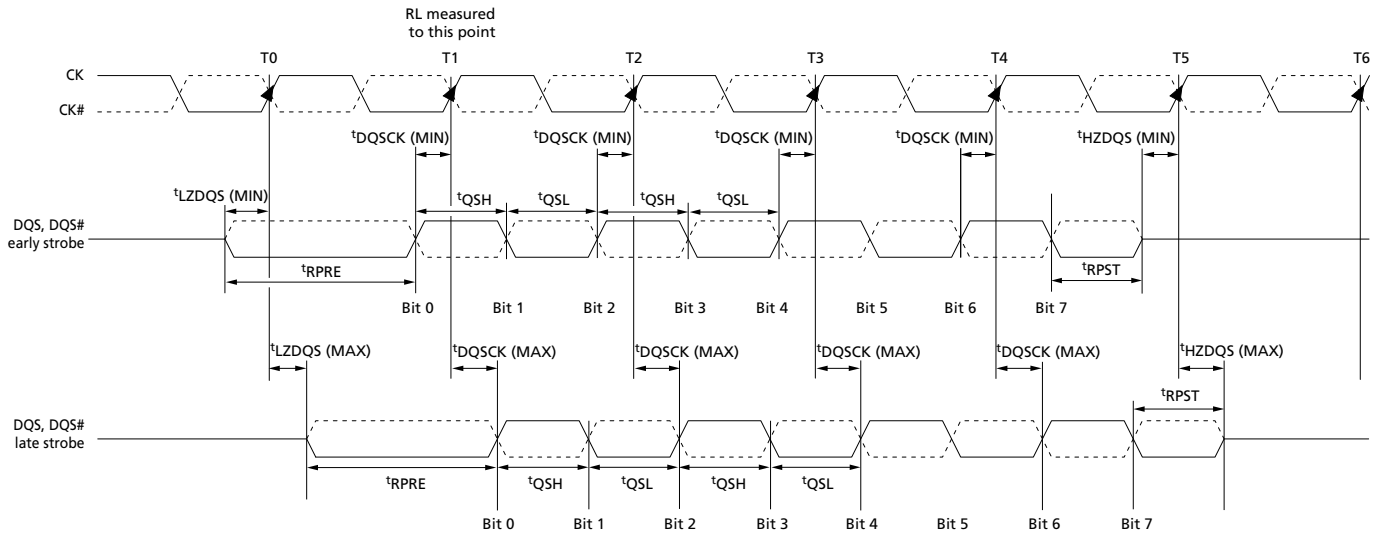 RL measured
to this point
T0 T1 T2 T3 T4 T5 T6
CK
CK#
tDQSCK (MIN) tDQSCK (MIN) tDQSCK (MIN) tDQSCK (MIN) tHZDQS (MIN)
tLZDQS (MIN) tQSH tQSL tQSH tQSL
DQS, DQS#
early strobe
tRPRE tRPST
Bit 0 Bit 1 Bit 2 Bit 3 Bit 4 Bit 5 Bit 6 Bit 7
tLZDQS (MAX) tDQSCK (MAX) tDQSCK (MAX) tDQSCK (MAX) tDQSCK (MAX) tHZDQS (MAX)
tRPST
DQS, DQS#
late strobe
tRPRE tQSH tQSL tQSH tQSL
Bit 0 Bit 1 Bit 2 Bit 3 Bit 4 Bit 5 Bit 6 Bit 7